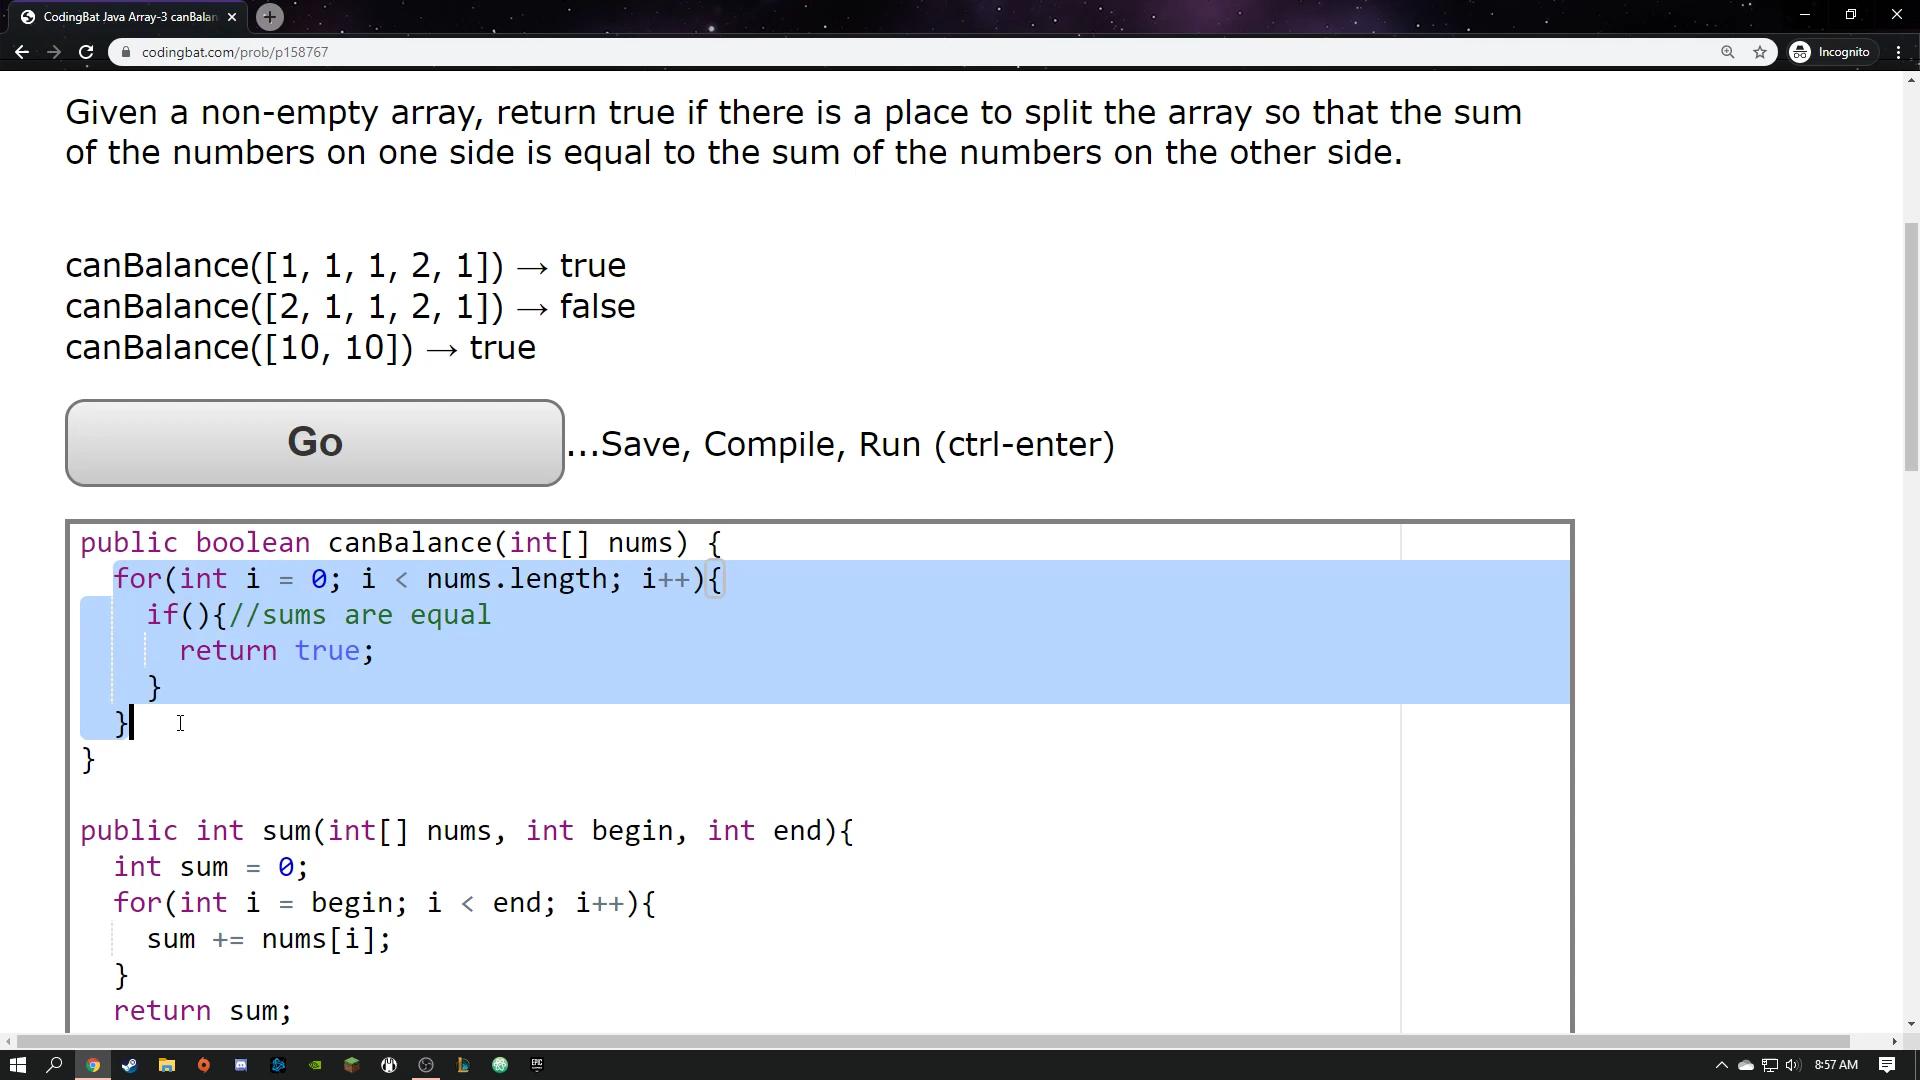 CodingBat Java Array-3 canBalan
codingbat.com/prob/p158767
Incognito
Given a non-empty array, return true if there is a place to split the array so that the sum
of the numbers on one side is equal to the sum of the numbers on the other side.
canBalance([1, 1, 1, 2, 1]) → true
canBalance([2, 1, 1, 2, 1]) → false
canBalance([10, 10]) → true
Go ...Save, Compile, Run (ctrl-enter)
public boolean canBalance(int[] nums) {
for(int i = 0; i < nums.length; i++){
if(){//sums are equal
return true;
}
}
}
public int sum(int[] nums, int begin, int end){
int sum = 0;
for(int i = begin; i < end; i++){
sum += nums[i];
}
return sum;
EPIC
8:57 AM